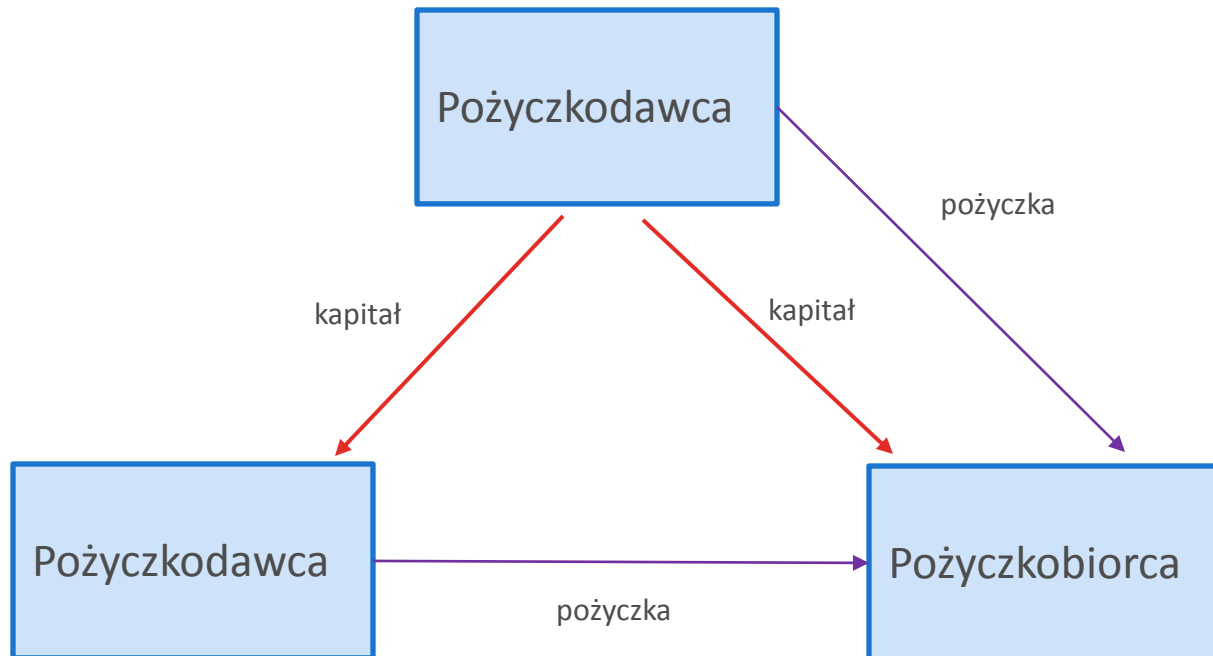 Pożyczkodawca
pożyczka
kapitał
kapitał
Pożyczkodawca
Pożyczkobiorca
pożyczka